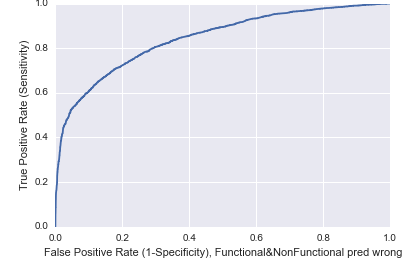 1.0
0.8
0.6
0.4
0.2
0.0
True Positive Rate (Sensitivity)
0.0 0.2 0.4 0.6 0.8 1.0
False Positive Rate (1-Specificity), Functional&NonFunctional pred wrong